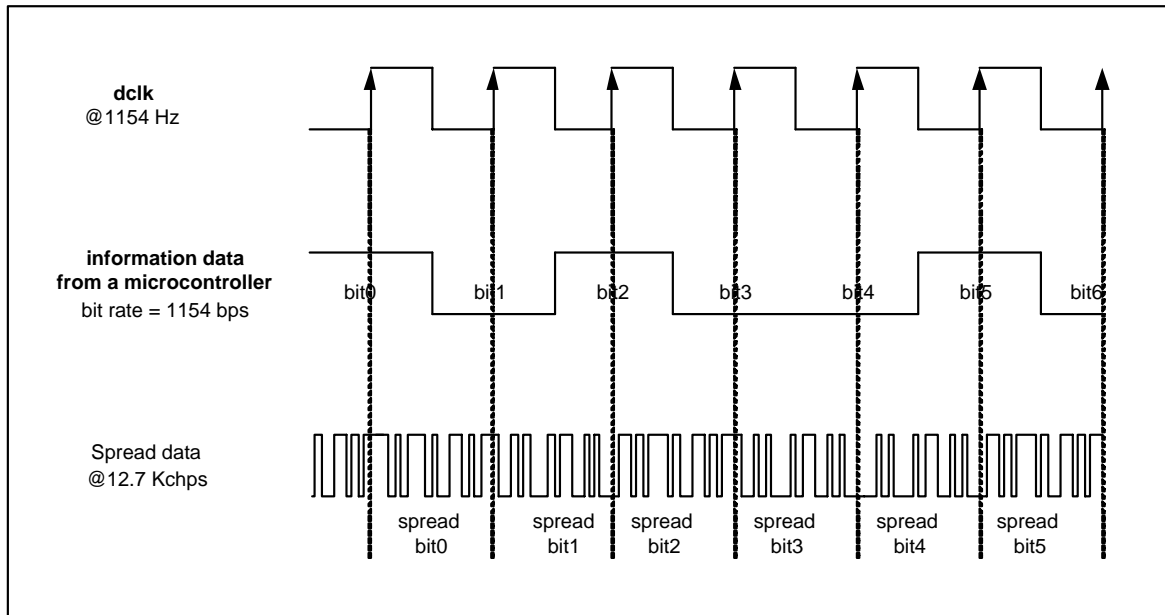 dclk
@1154 Hz
information data
from a microcontroller
bit rate = 1154 bps
bit0 bit1 bit2 bit3 bit4 bit5 bit6
Spread data
@12.7 Kchps
spread spread spread spread spread spread
bit0 bit1 bit2 bit3 bit4 bit5